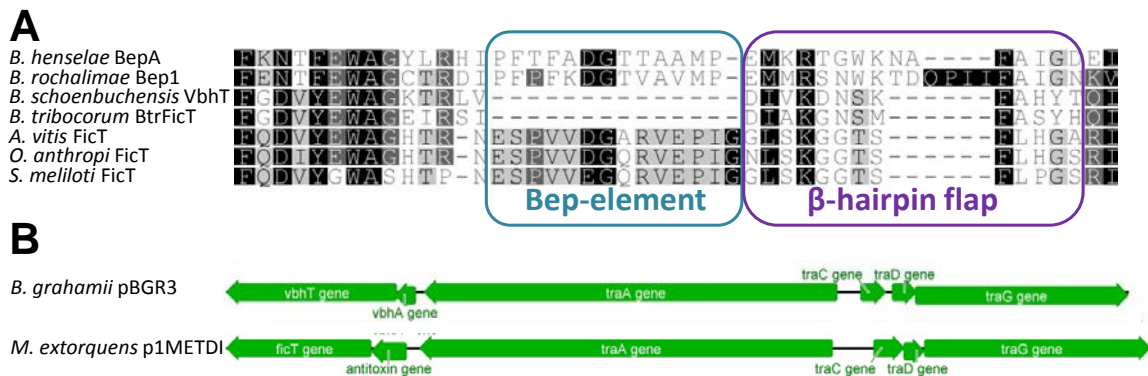 A
B. henselae BepA FKNTFEWAGYLRHIPFTFADGTTAAMP-EMKRTGWKNA----FAIGDEL
B. rochalimae Bep1 FENTFEWAGCTRDIPFPFKDGTVAVMP-EMMRSNWKTDQPIIFAIGNKV
B. schoenbuchensis VbhT FGDVYEWAGKTRLV--------------DIVKDNSK------FAHYTQI
B. tribocorum BtrFicT FGDVYEWAGEIRSI--------------DIAKGNSM------FASYHQI
A. vitis FicT FQDVYEWAGHTR-NESPVVDGARVEPIGNLSKGGTS------FLHGARI
O. anthropi FicT FQDIYEWAGHTR-NESPVVDGQRVEPIGNLSKGGTS------FLHGSRI
S. meliloti FicT FQDVYGWASHTP-NESPVVDGQRVEPIGGLSKGGTS------FLPGSRI
Bep-element β-hairpin flap
B
B. grahamii pBGR3 vbhT gene vbhA gene traA gene traC gene traD gene traG gene
M. extorquens p1METDI ficT gene antitoxin gene traA gene traC gene traD gene traG gene